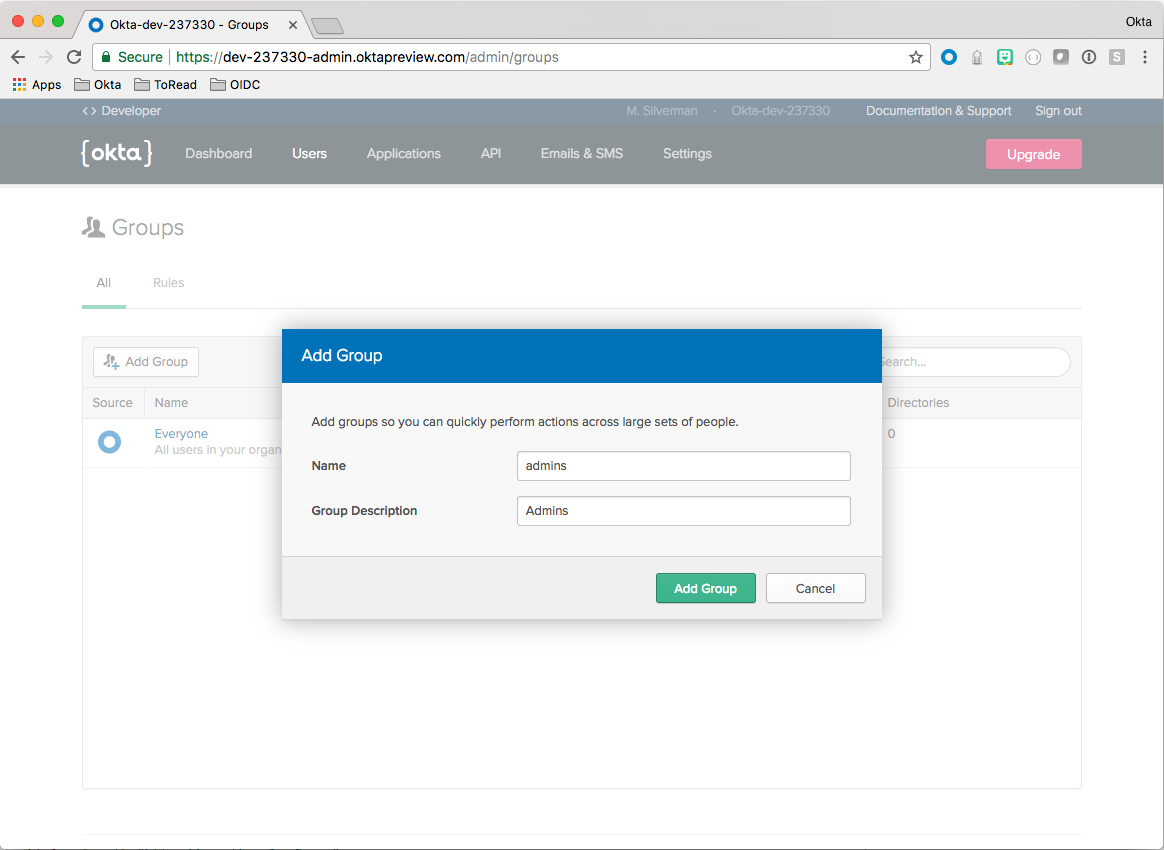 Okta-dev-237330 - Groups
Okta
Secure https://dev-237330-admin.oktapreview.com/admin/groups
Apps Okta ToRead OIDC
<> Developer M. Silverman · Okta-dev-237330 Documentation & Support Sign out
{okta} Dashboard Users Applications API Emails & SMS Settings Upgrade
Groups
All Rules
Add Group
Search...
Source Name Directories
Everyone 0
All users in your organ
Add Group
Add groups so you can quickly perform actions across large sets of people.
Name admins
Group Description Admins
Add Group Cancel